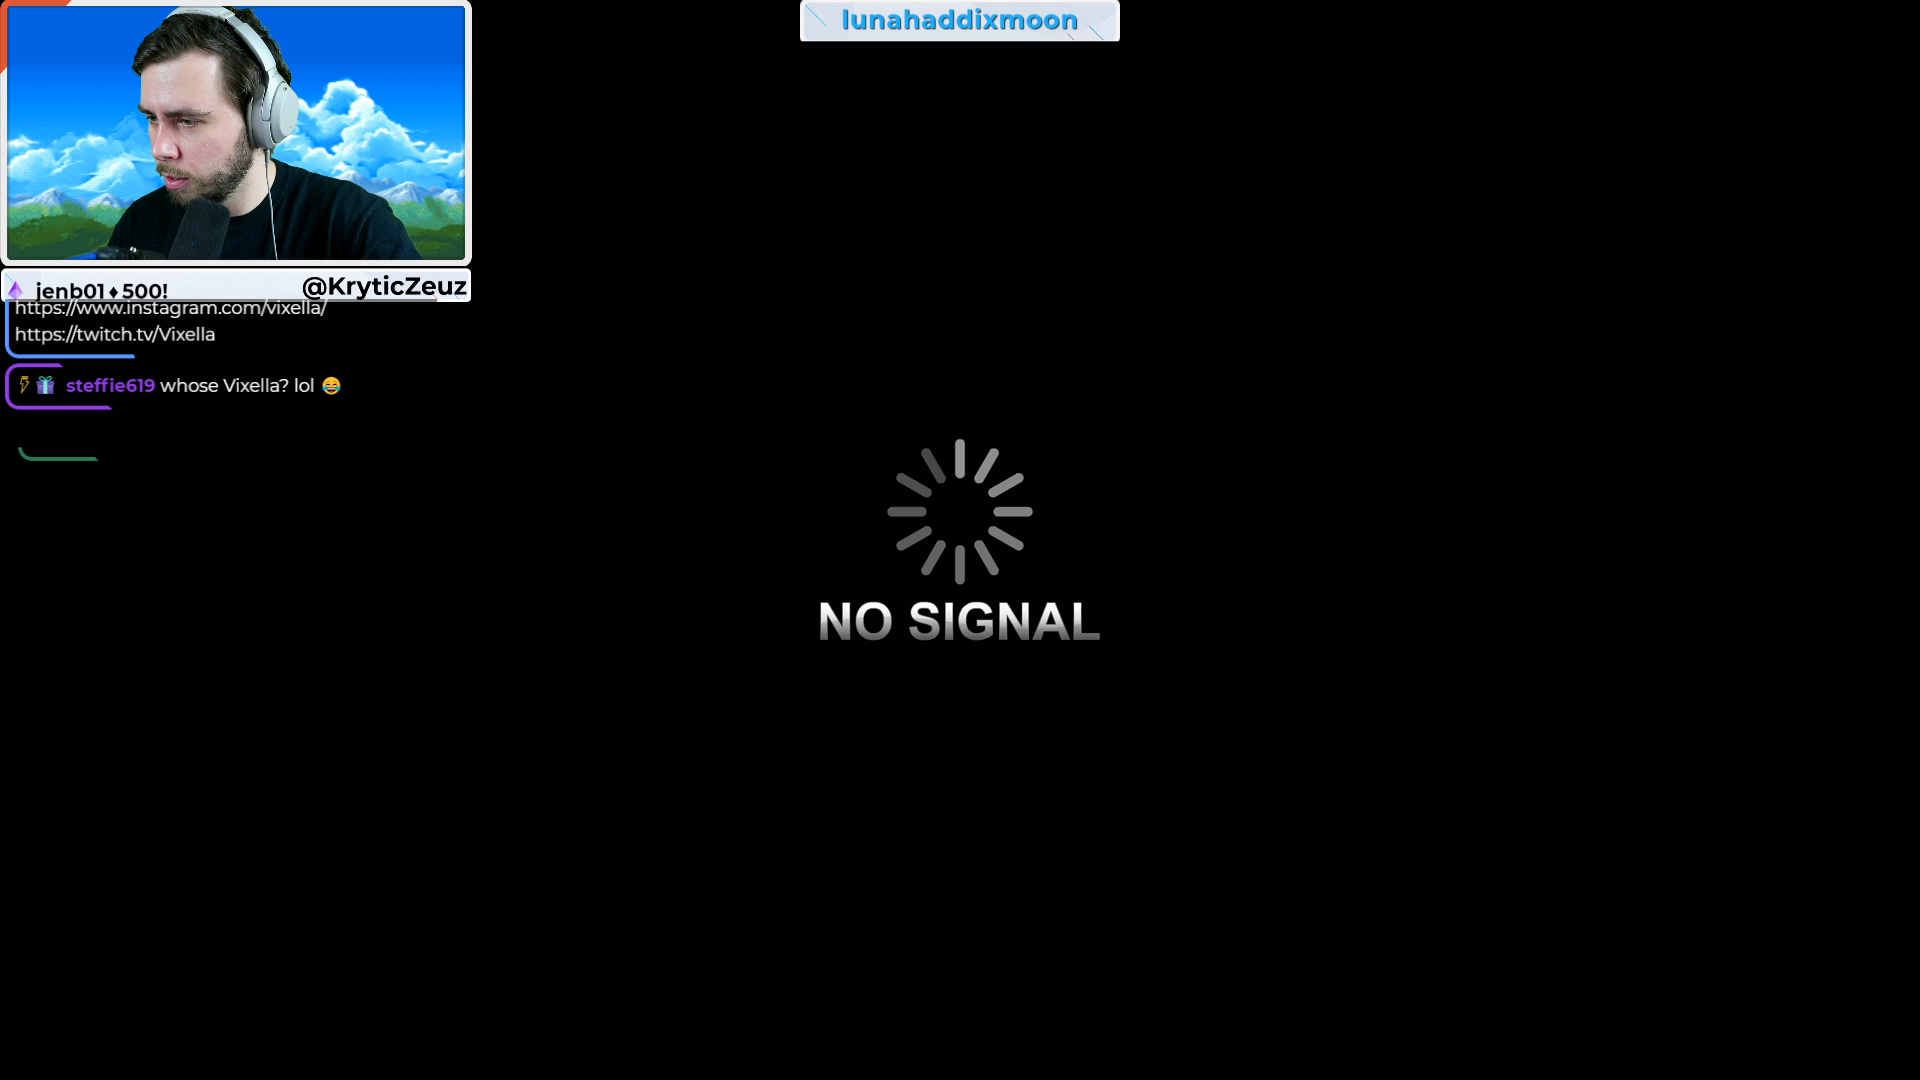 lunahaddixmoon
jenb01♦500!
@KryticZeuz
https://www.instagram.com/vixella/
https://twitch.tv/Vixella
steffie619 whose Vixella? lol 😂
NO SIGNAL